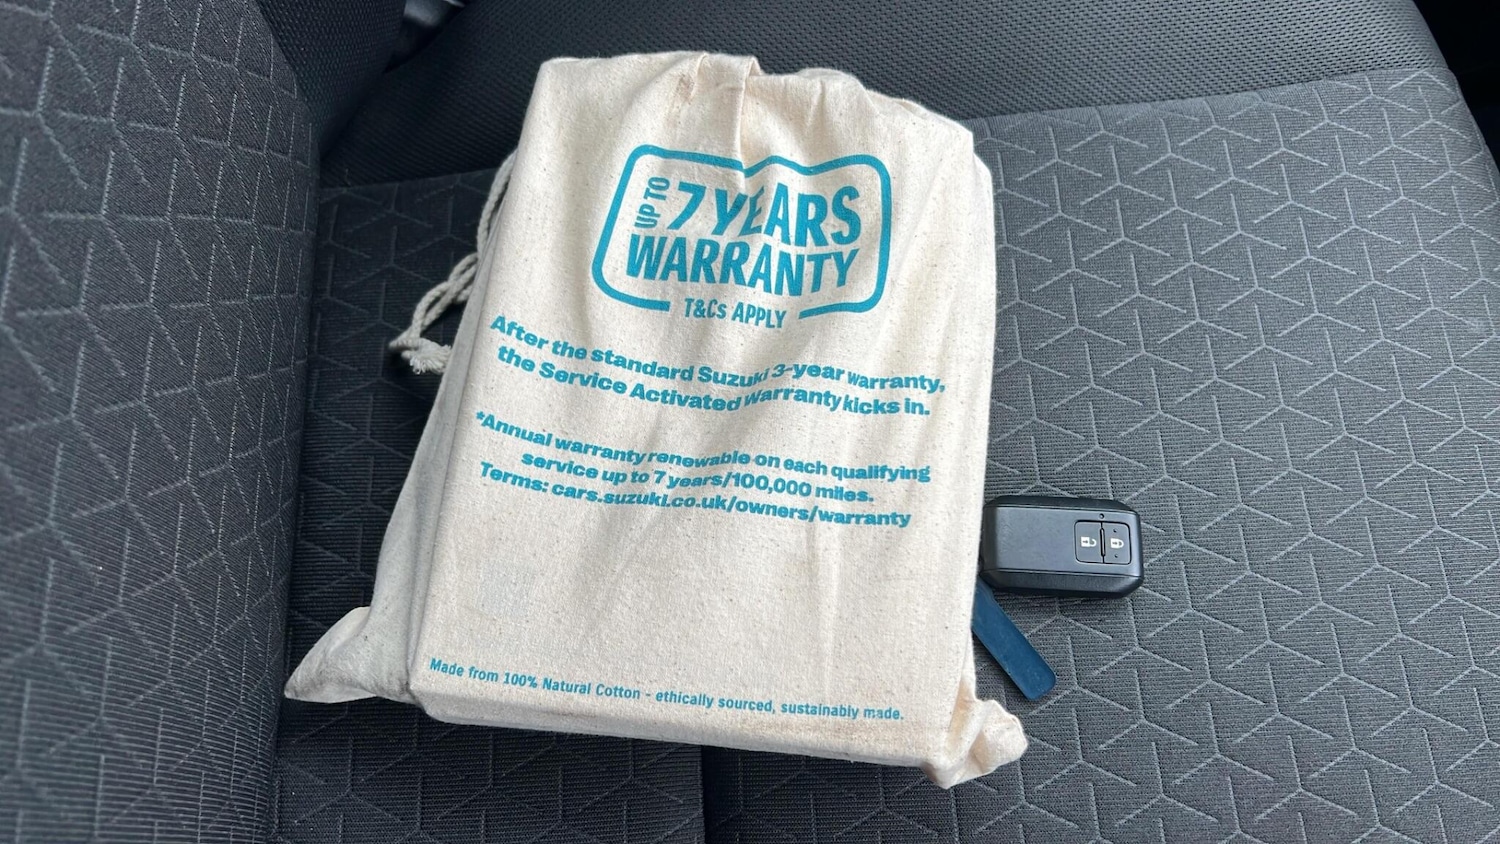 UP TO
7 YEARS
WARRANTY
T&Cs APPLY
After the standard Suzuki 3-year warranty,
the Service Activated Warranty kicks in.
*Annual warranty renewable on each qualifying
service up to 7 years/100,000 miles.
Terms: cars.suzuki.co.uk/owners/warranty
Made from 100% Natural Cotton - ethically sourced, sustainably made.